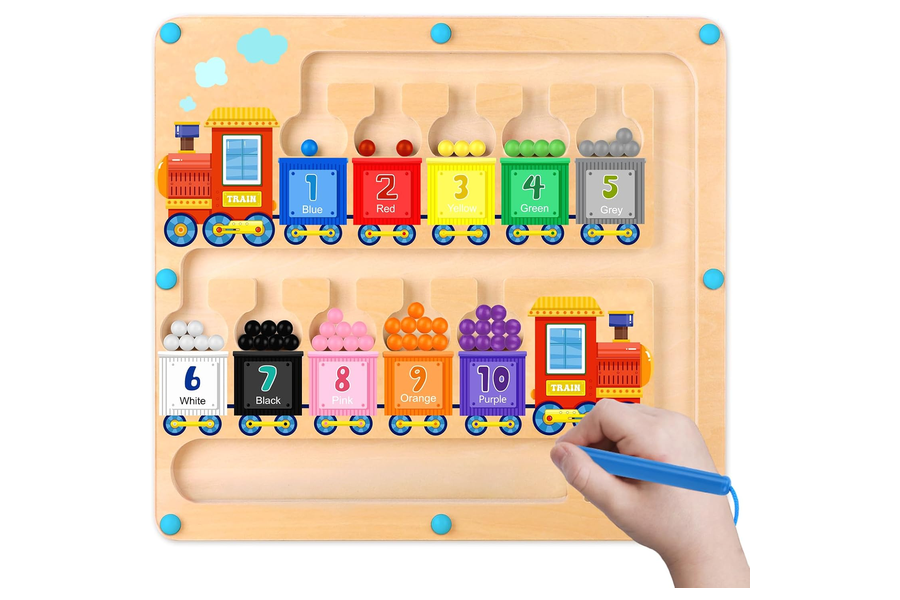 TRAIN
1
Blue
2
Red
3
Yellow
4
Green
5
Grey
6
White
7
Black
8
Pink
9
Orange
10
Purple
TRAIN